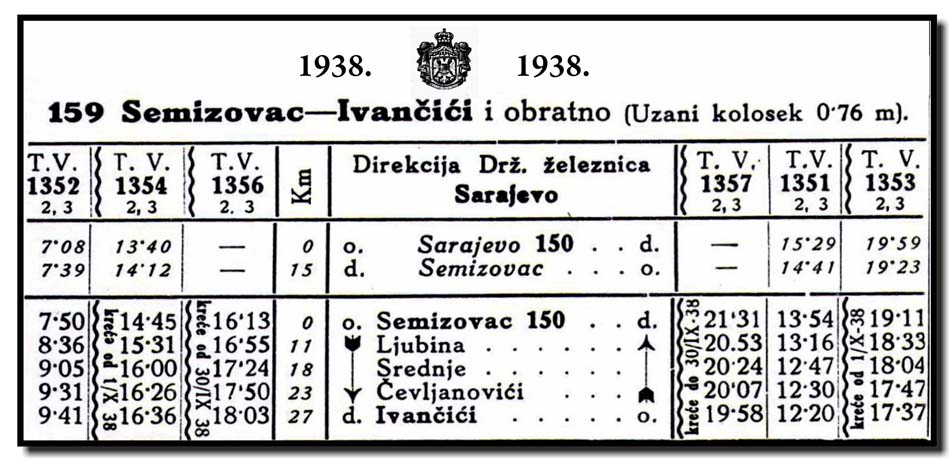 1938. 1938.
159 Semizovac—Ivančići i obratno (Uzani kolosek 0·76 m).
T.V. 1352 2, 3 T. V. 1354 2, 3 T.V. 1356 2. 3 Km Direkcija Drž. železnica Sarajevo T. V. 1357 2, 3 T.V. 1351 2, 3 T. V. 1353 2, 3
7·08 13·40 — 0 o. Sarajevo 150 . . d. — 15·29 19·59
7·39 14·12 — 15 d. Semizovac . . . o. — 14·41 19·23
7·50 14·45 16·13 0 o. Semizovac 150 . . d. 21·31 13·54 19·11
8·36 15·31 16·55 11 Ljubina . . . . . . 20.53 13·16 18·33
9·05 16·00 17·24 18 Srednje . . . . . . 20·24 12·47 18·04
9·31 16·26 17·50 23 Čevljanovići . . . . 20·07 12·30 17·47
9·41 16·36 18·03 27 d. Ivančići . . . . . o. 19·58 12·20 17·37
kreće od 1/X 38
kreće od 30/IX 38
kreće do 30/IX-38
kreće od 1/X-38